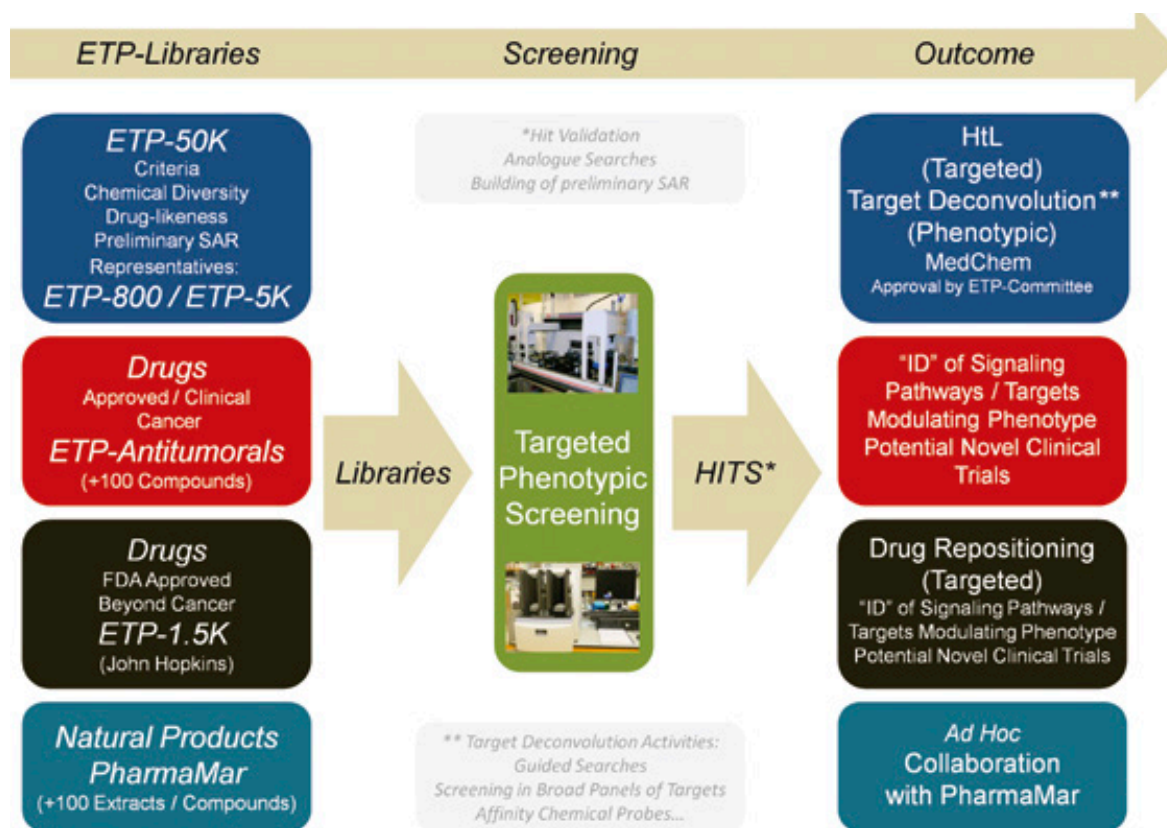 ETP-Libraries
Screening
Outcome
ETP-50K
Criteria
Chemical Diversity
Drug-likeness
Preliminary SAR
Representatives:
ETP-800 / ETP-5K
Drugs
Approved / Clinical
Cancer
ETP-Antitumorals
(+100 Compounds)
Drugs
FDA Approved
Beyond Cancer
ETP-1.5K
(John Hopkins)
Natural Products
PharmaMar
(+100 Extracts / Compounds)
Libraries
*Hit Validation
Analogue Searches
Building of preliminary SAR
Targeted
Phenotypic
Screening
** Target Deconvolution Activities:
Guided Searches
Screening in Broad Panels of Targets
Affinity Chemical Probes...
HITS*
HtL
(Targeted)
Target Deconvolution**
(Phenotypic)
MedChem
Approval by ETP-Committee
"ID" of Signaling
Pathways / Targets
Modulating Phenotype
Potential Novel Clinical
Trials
Drug Repositioning
(Targeted)
"ID" of Signaling Pathways /
Targets Modulating Phenotype
Potential Novel Clinical Trials
Ad Hoc
Collaboration
with PharmaMar